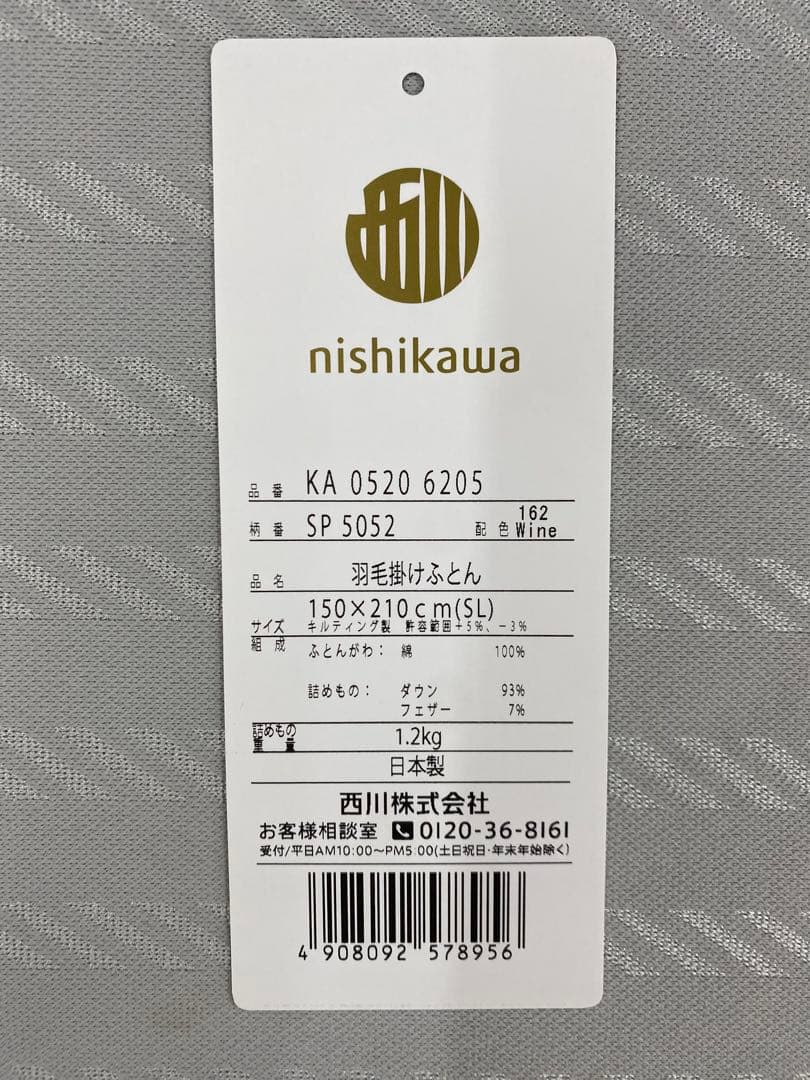 西川
nishikawa
品番 KA 0520 6205
柄番 SP 5052 配色 162 Wine
品名 羽毛掛けふとん
サイズ 150×210cm(SL)
キルティング製 許容範囲+5%、-3%
組成 ふとんがわ: 綿 100%
詰めもの: ダウン 93%
フェザー 7%
詰めもの重量 1.2kg
日本製
西川株式会社
お客様相談室 0120-36-8161
受付/平日AM10:00〜PM5:00(土日祝日・年末年始除く)
4 908092 578956